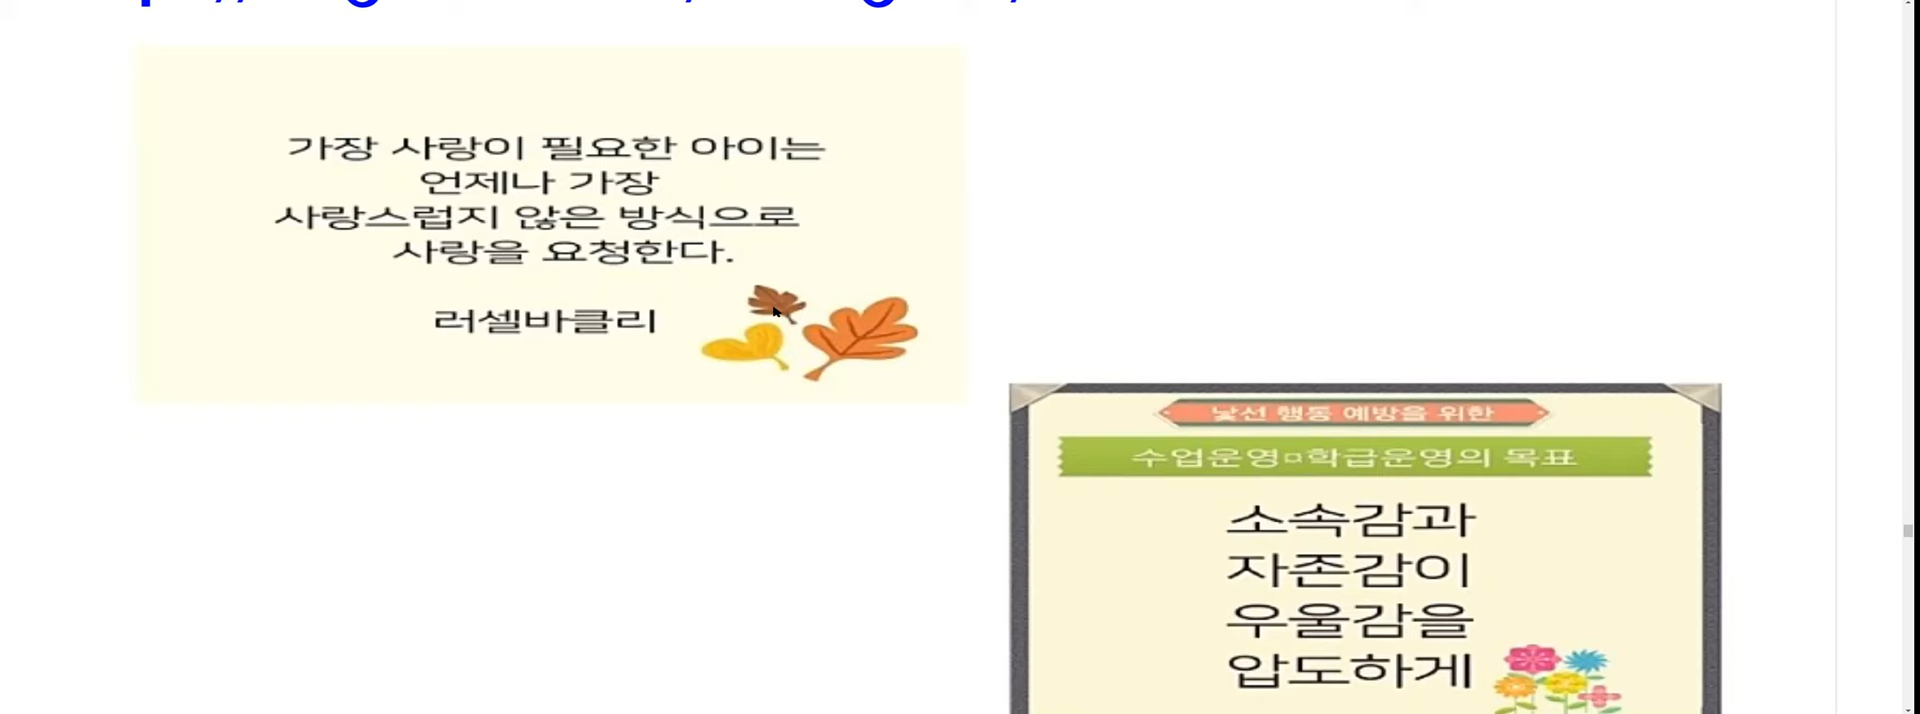 가장 사랑이 필요한 아이는
언제나 가장
사랑스럽지 않은 방식으로
사랑을 요청한다.
러셀바클리
낯선 행동 예방을 위한
수업운영¤학급운영의 목표
소속감과
자존감이
우울감을
압도하게